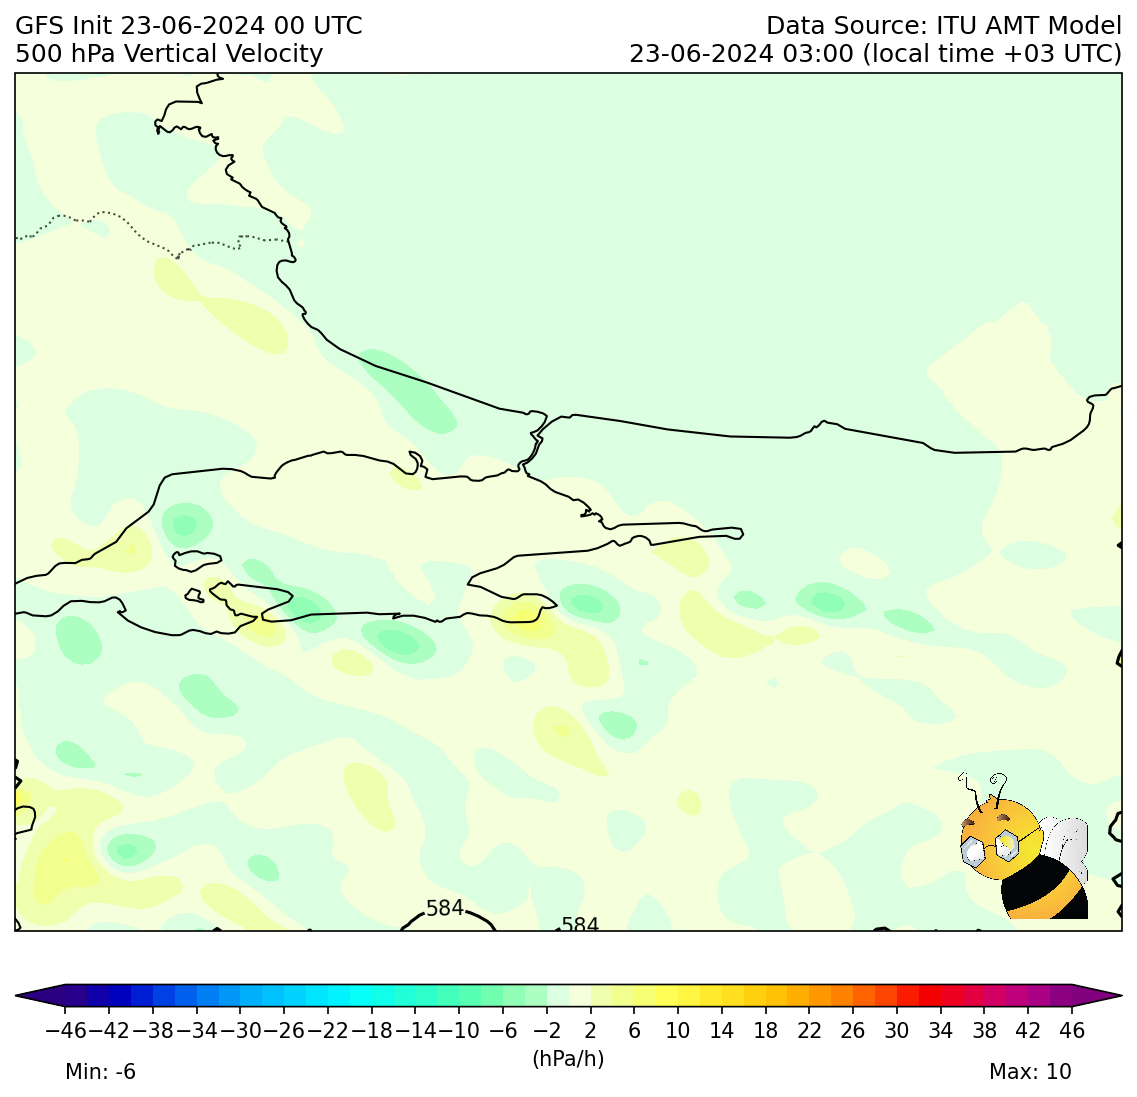 GFS Init 23-06-2024 00 UTC
Data Source: ITU AMT Model
500 hPa Vertical Velocity
23-06-2024 03:00 (local time +03 UTC)
584
584
−46 −42 −38 −34 −30 −26 −22 −18 −14 −10 −6 −2 2 6 10 14 18 22 26 30 34 38 42 46
(hPa/h)
Min: -6
Max: 10